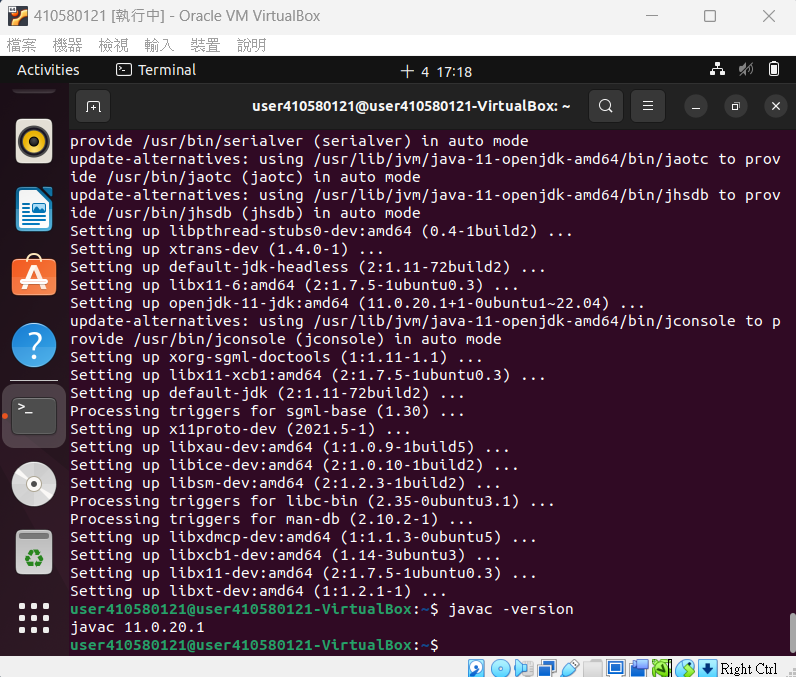 410580121 [執行中] - Oracle VM VirtualBox
檔案 機器 檢視 輸入 裝置 說明
Activities Terminal 十 4 17:18
user410580121@user410580121-VirtualBox: ~
provide /usr/bin/serialver (serialver) in auto mode
update-alternatives: using /usr/lib/jvm/java-11-openjdk-amd64/bin/jaotc to prov
ide /usr/bin/jaotc (jaotc) in auto mode
update-alternatives: using /usr/lib/jvm/java-11-openjdk-amd64/bin/jhsdb to prov
ide /usr/bin/jhsdb (jhsdb) in auto mode
Setting up libpthread-stubs0-dev:amd64 (0.4-1build2) ...
Setting up xtrans-dev (1.4.0-1) ...
Setting up default-jdk-headless (2:1.11-72build2) ...
Setting up libx11-6:amd64 (2:1.7.5-1ubuntu0.3) ...
Setting up openjdk-11-jdk:amd64 (11.0.20.1+1-0ubuntu1~22.04) ...
update-alternatives: using /usr/lib/jvm/java-11-openjdk-amd64/bin/jconsole to p
rovide /usr/bin/jconsole (jconsole) in auto mode
Setting up xorg-sgml-doctools (1:1.11-1.1) ...
Setting up libx11-xcb1:amd64 (2:1.7.5-1ubuntu0.3) ...
Setting up default-jdk (2:1.11-72build2) ...
Processing triggers for sgml-base (1.30) ...
Setting up x11proto-dev (2021.5-1) ...
Setting up libxau-dev:amd64 (1:1.0.9-1build5) ...
Setting up libice-dev:amd64 (2:1.0.10-1build2) ...
Setting up libsm-dev:amd64 (2:1.2.3-1build2) ...
Processing triggers for libc-bin (2.35-0ubuntu3.1) ...
Processing triggers for man-db (2.10.2-1) ...
Setting up libxdmcp-dev:amd64 (1:1.1.3-0ubuntu5) ...
Setting up libxcb1-dev:amd64 (1.14-3ubuntu3) ...
Setting up libx11-dev:amd64 (2:1.7.5-1ubuntu0.3) ...
Setting up libxt-dev:amd64 (1:1.2.1-1) ...
user410580121@user410580121-VirtualBox:~$ javac -version
javac 11.0.20.1
user410580121@user410580121-VirtualBox:~$
Right Ctrl